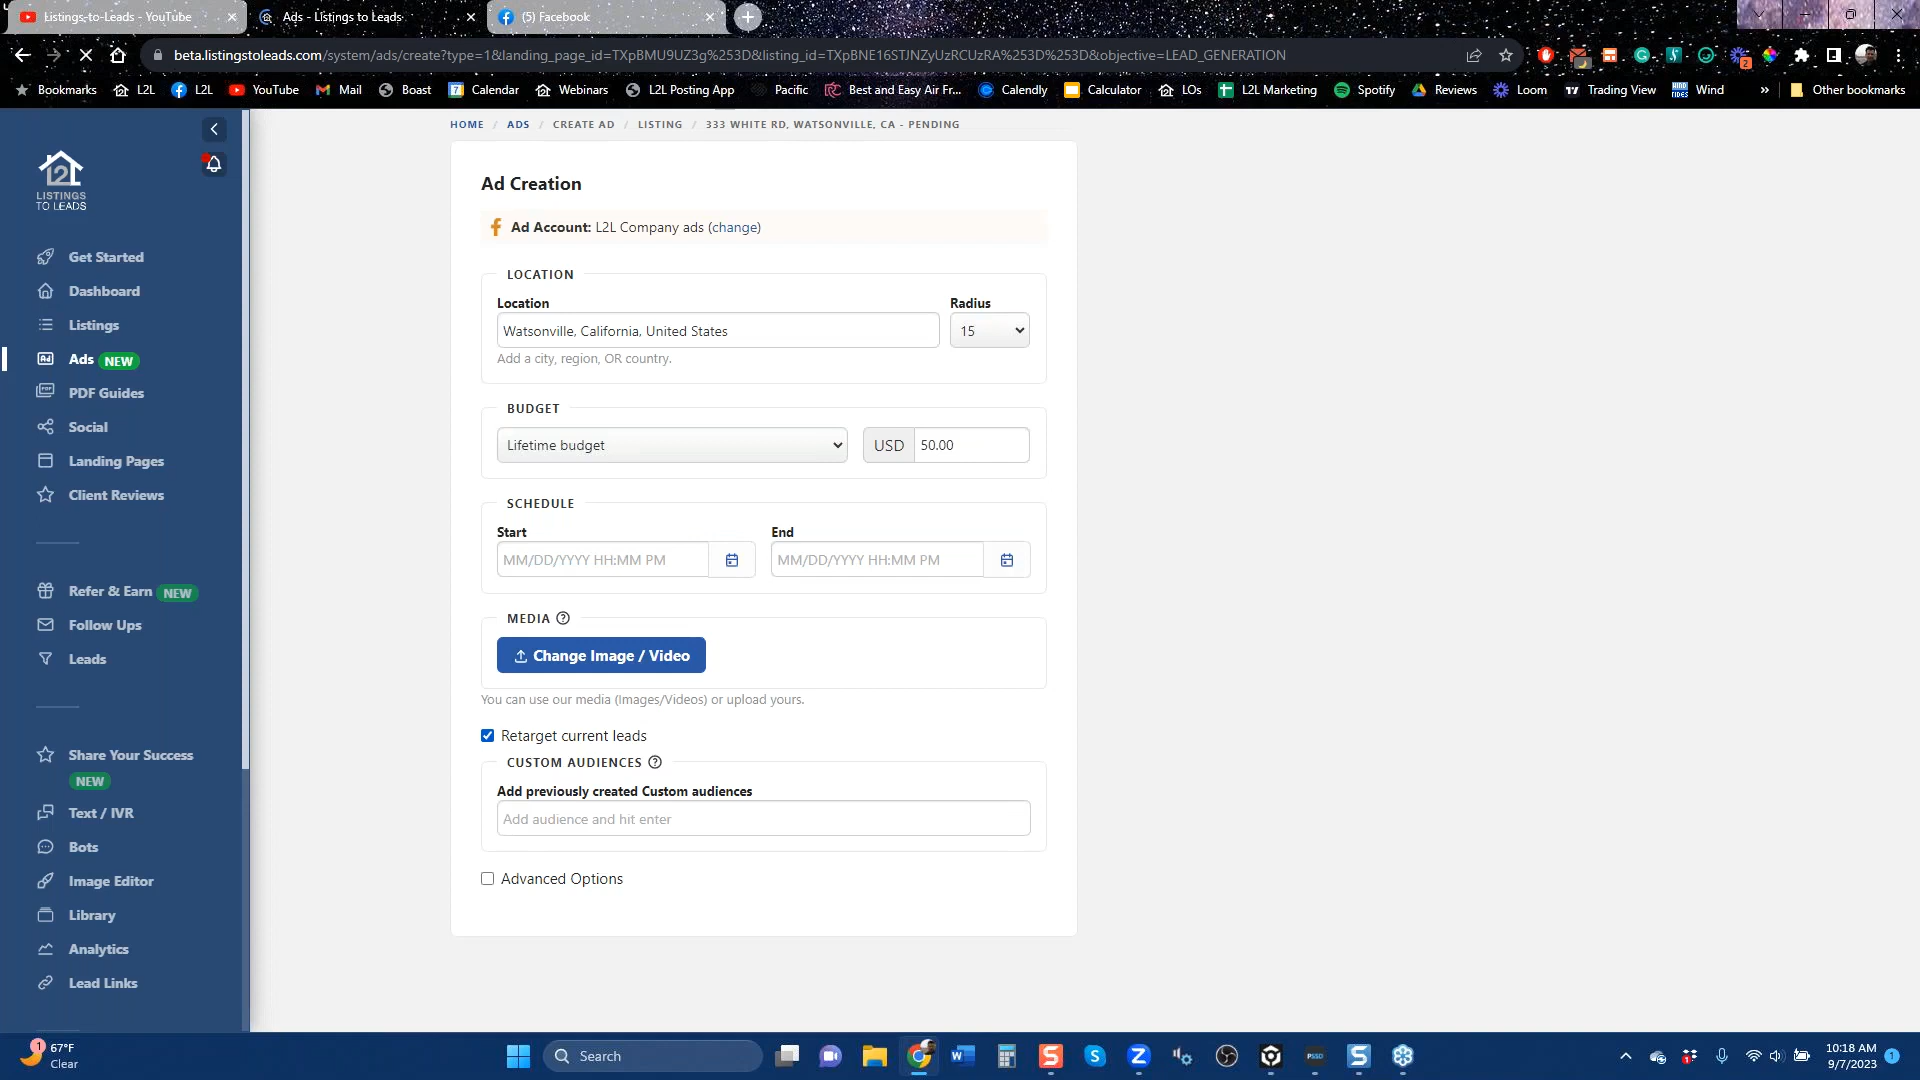 Listings-to-Leads - YouTube
Ads - Listings to Leads
(5) Facebook
beta.listingstoleads.com/system/ads/create?type=1&landing_page_id=TXpBMU9UZ3g%253D&listing_id=TXpBNE16STJNZyUzRCUzRA%253D%253D&objective=LEAD_GENERATION
Bookmarks
L2L
L2L
YouTube
Mail
Boast
Calendar
Webinars
L2L Posting App
Pacific
Best and Easy Air Fr...
Calendly
Calculator
LOs
L2L Marketing
Spotify
Reviews
Loom
Trading View
Wind
»
Other bookmarks
HOME / ADS / CREATE AD / LISTING / 333 WHITE RD, WATSONVILLE, CA - PENDING
L2L
LISTINGS
TO LEADS
Get Started
Dashboard
Listings
Ads NEW
PDF Guides
Social
Landing Pages
Client Reviews
Refer & Earn NEW
Follow Ups
Leads
Share Your Success
NEW
Text / IVR
Bots
Image Editor
Library
Analytics
Lead Links
Ad Creation
Ad Account: L2L Company ads (change)
LOCATION
Location
Radius
Watsonville, California, United States
15
Add a city, region, OR country.
BUDGET
Lifetime budget
USD 50.00
SCHEDULE
Start
End
MM/DD/YYYY HH:MM PM
MM/DD/YYYY HH:MM PM
MEDIA
Change Image / Video
You can use our media (Images/Videos) or upload yours.
Retarget current leads
CUSTOM AUDIENCES
Add previously created Custom audiences
Add audience and hit enter
Advanced Options
1
67°F
Clear
Search
10:18 AM
9/7/2023
1